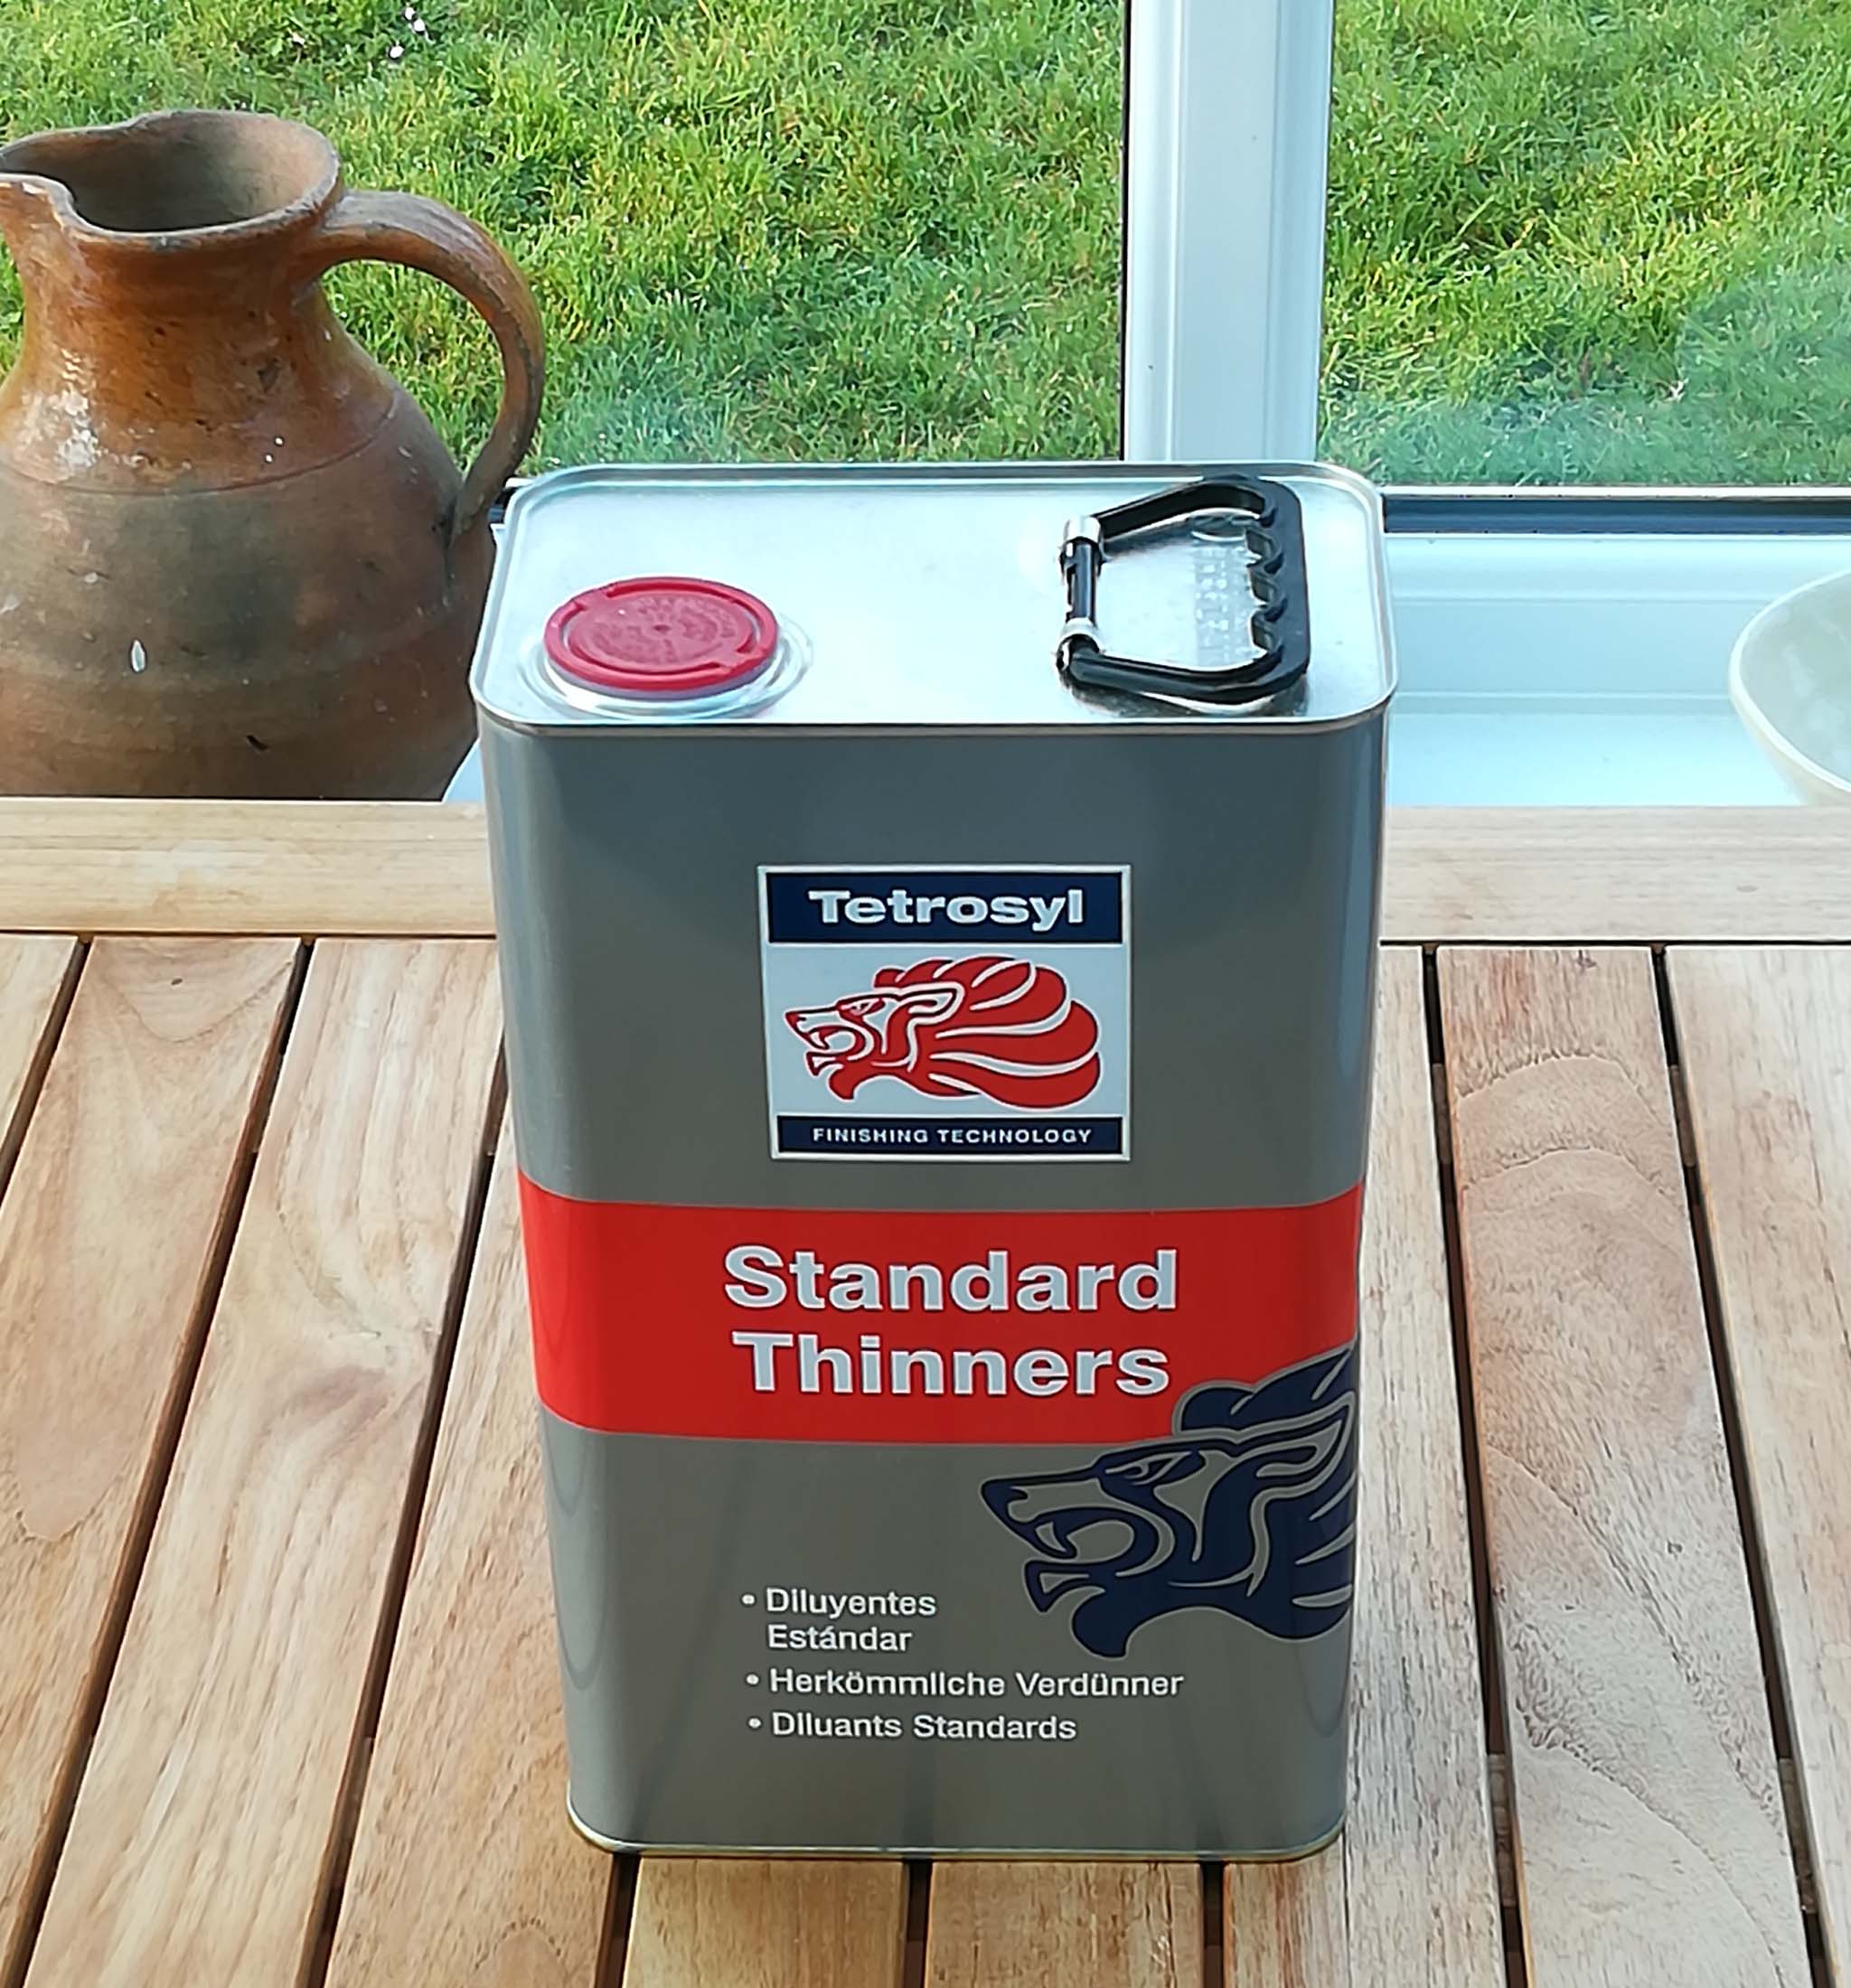 Tetrosyl
FINISHING TECHNOLOGY
Standard
Thinners
• Diluyentes
Estándar
• Herkömmliche Verdünner
• Diluants Standards